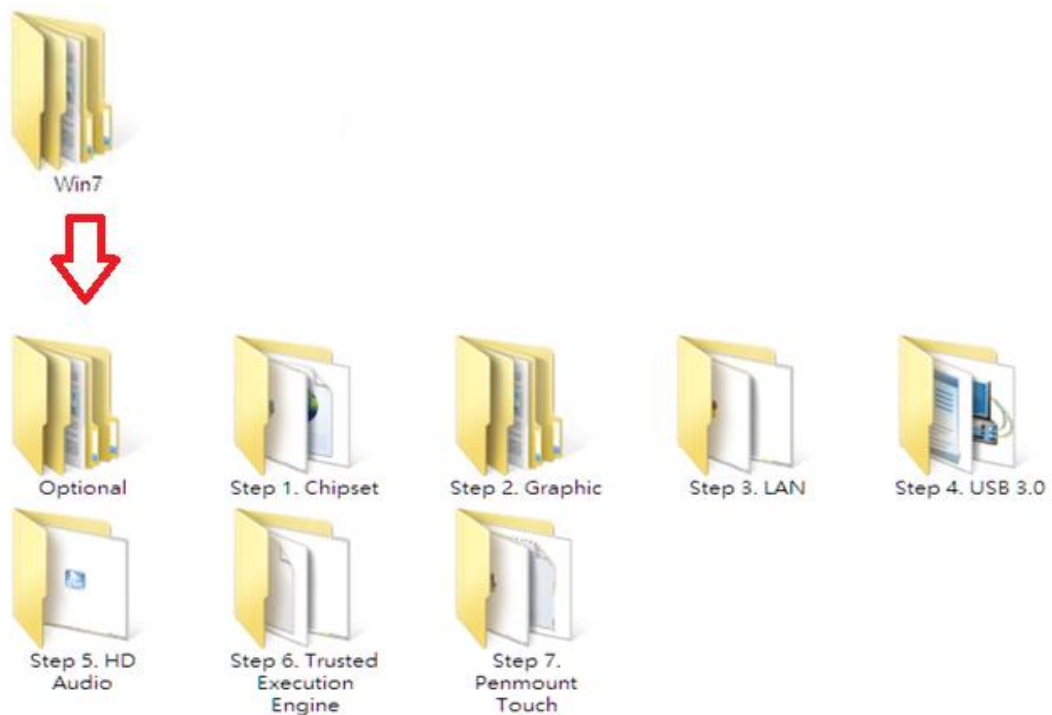 Win7
Optional
Step 1. Chipset
Step 2. Graphic
Step 3. LAN
Step 4. USB 3.0
Step 5. HD
Audio
Step 6. Trusted
Execution
Engine
Step 7.
Penmount
Touch